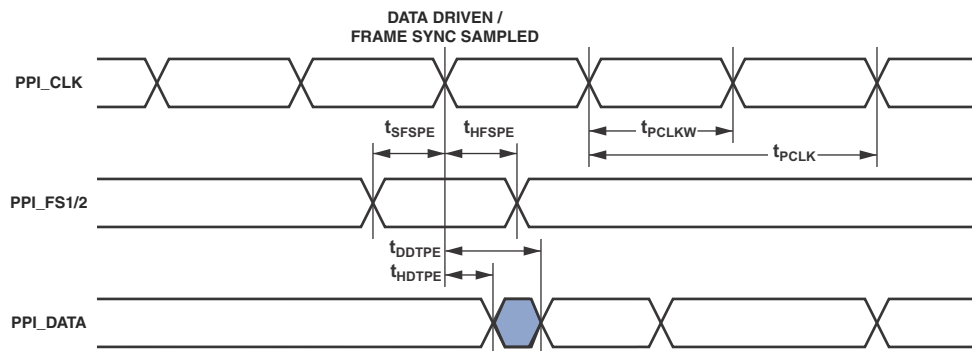 DATA DRIVEN /
FRAME SYNC SAMPLED
PPI_CLK
tSFSPE
tHFSPE
tPCLKW
tPCLK
PPI_FS1/2
tDDTPE
tHDTPE
PPI_DATA